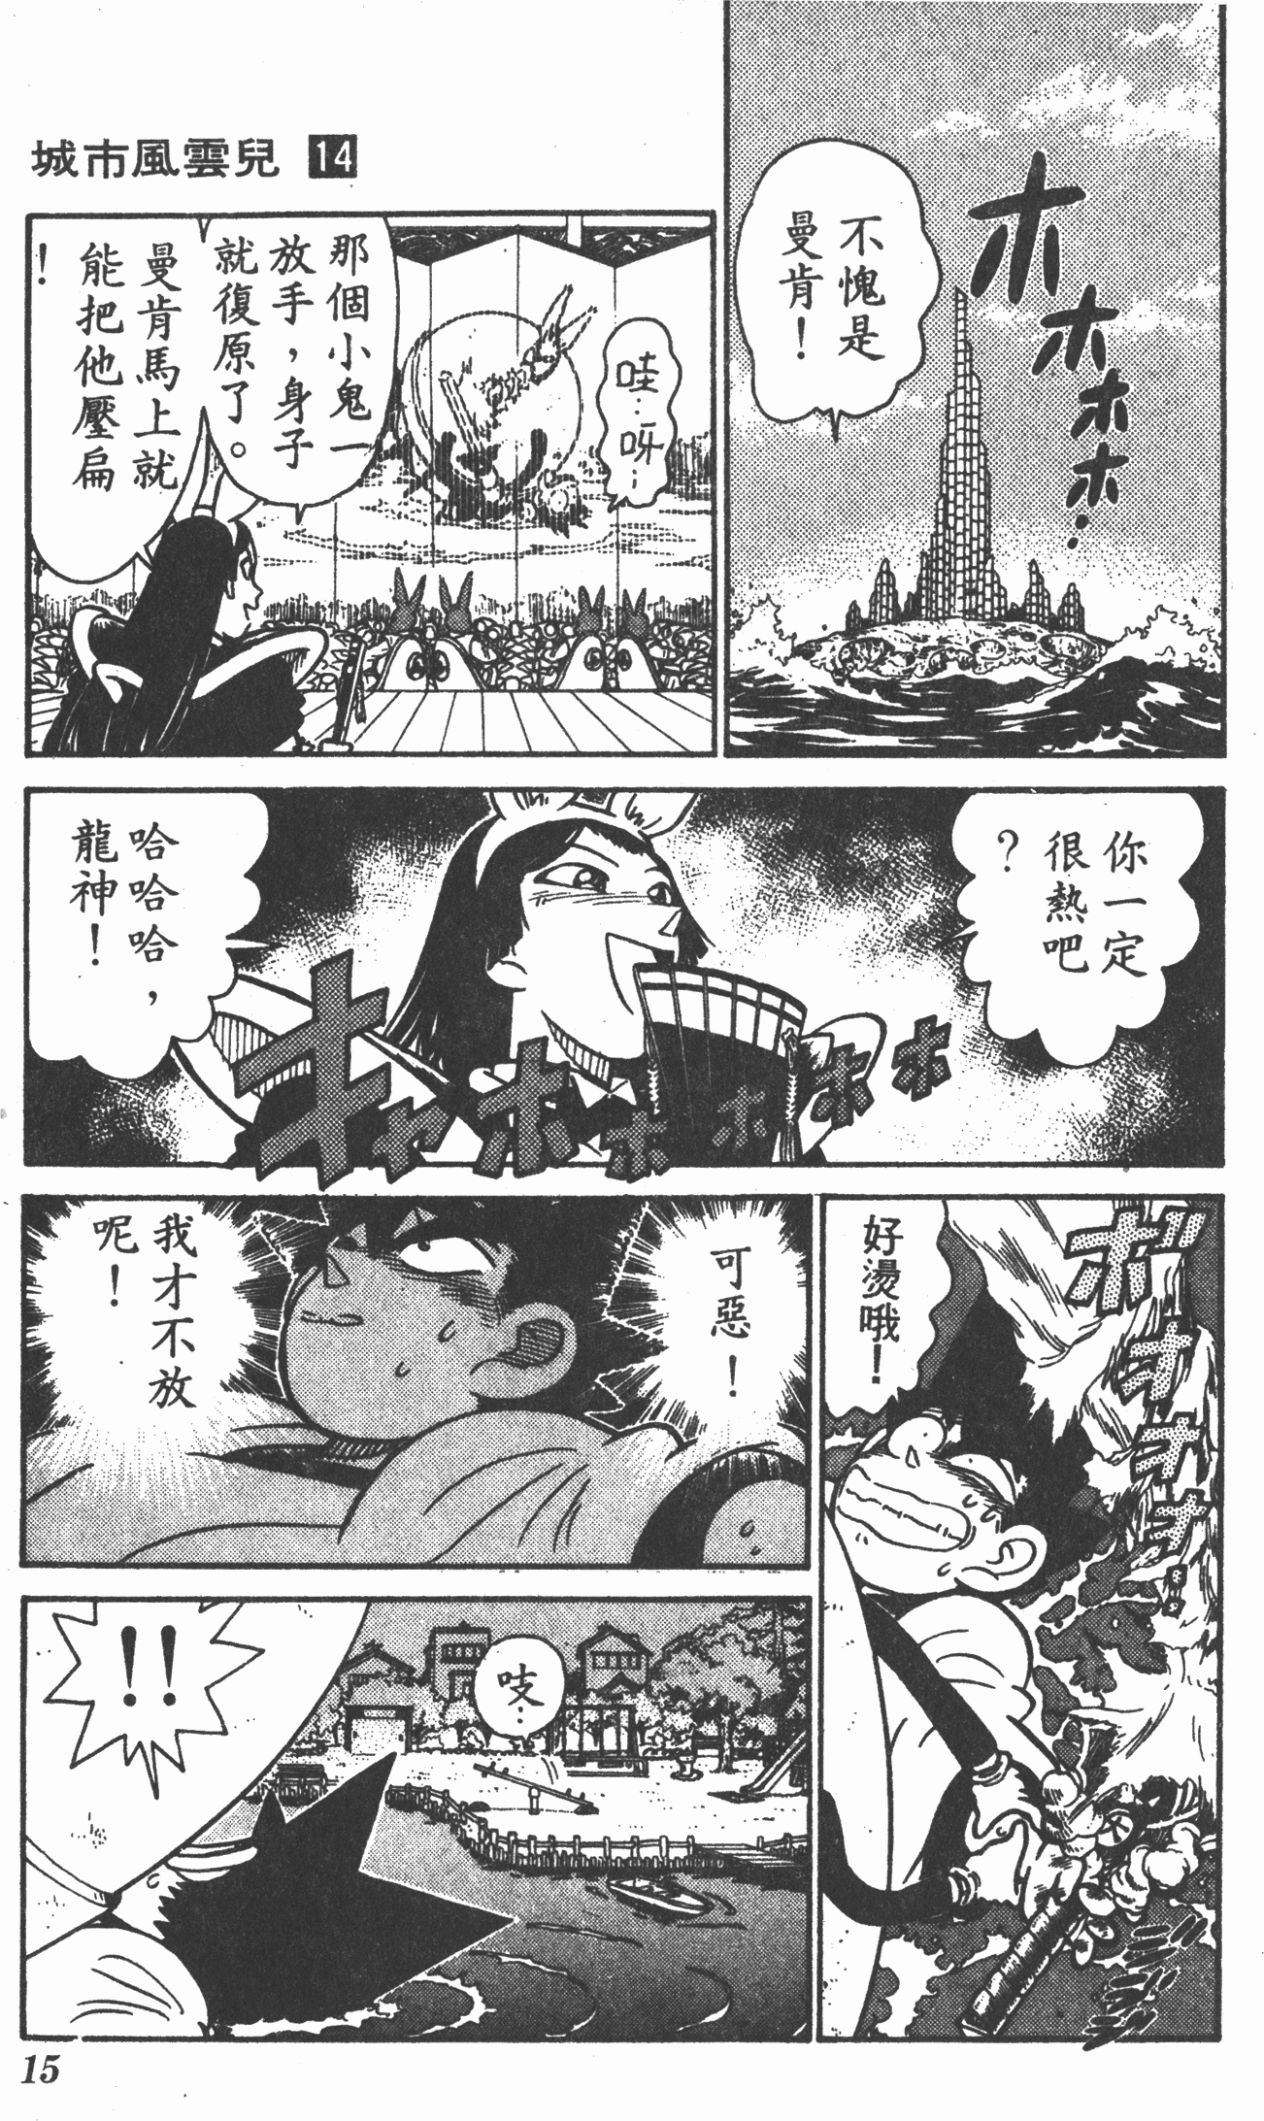 城市風雲兒 14
不愧是
曼肯！
ホホホホ…
哇…呀…
那個小鬼一
放手，身子
就復原了。
曼肯馬上就
能把他壓扁
！
你一定
很熱吧
？
哈哈哈，
龍神！
オホホホホホ
好燙哦！
可惡！
我才不放
呢！
吱…
！！
15